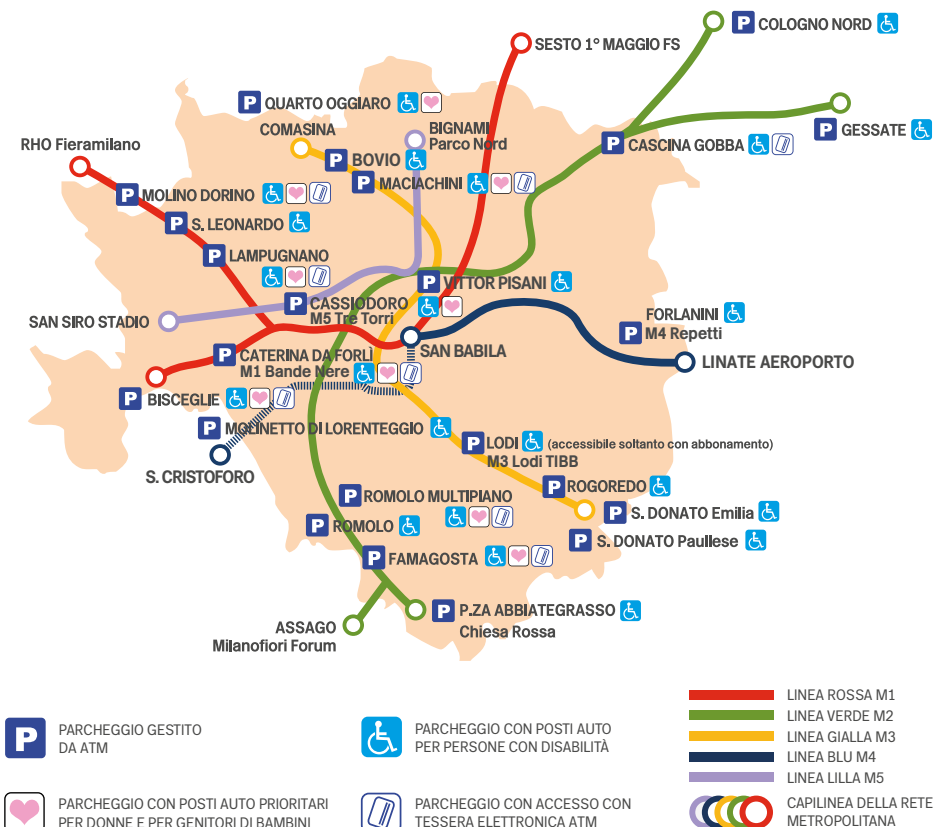 P COLOGNO NORD
SESTO 1° MAGGIO FS
P QUARTO OGGIARO
COMASINA
BIGNAMI
Parco Nord
P GESSATE
RHO Fieramilano
P BOVIO
P CASCINA GOBBA
P MACIACHINI
P MOLINO DORINO
P S. LEONARDO
P LAMPUGNANO
P VITTOR PISANI
P CASSIODORO
M5 Tre Torri
SAN SIRO STADIO
FORLANINI
P M4 Repetti
SAN BABILA
LINATE AEROPORTO
P CATERINA DA FORLÌ
M1 Bande Nere
P BISCEGLIE
P MOLINETTO DI LORENTEGGIO
P LODI (accessibile soltanto con abbonamento)
M3 Lodi TIBB
S. CRISTOFORO
P ROGOREDO
P ROMOLO MULTIPIANO
P S. DONATO Emilia
P ROMOLO
P S. DONATO Paullese
P FAMAGOSTA
P P.ZA ABBIATEGRASSO
Chiesa Rossa
ASSAGO
Milanofiori Forum
P PARCHEGGIO GESTITO
DA ATM
PARCHEGGIO CON POSTI AUTO
PER PERSONE CON DISABILITÀ
PARCHEGGIO CON POSTI AUTO PRIORITARI
PER DONNE E PER GENITORI DI BAMBINI
PARCHEGGIO CON ACCESSO CON
TESSERA ELETTRONICA ATM
LINEA ROSSA M1
LINEA VERDE M2
LINEA GIALLA M3
LINEA BLU M4
LINEA LILLA M5
CAPILINEA DELLA RETE
METROPOLITANA